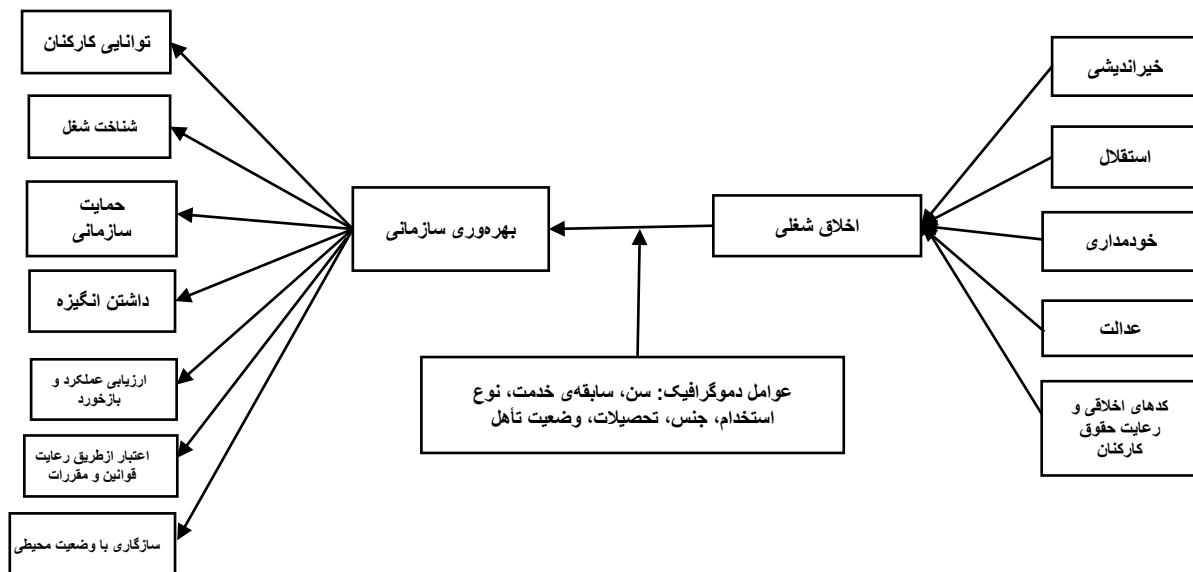 خیراندیشی
استقلال
خودمداری
عدالت
کدهای اخلاقی و
رعایت حقوق
کارکنان
اخلاق شغلی
بهره‌وری سازمانی
عوامل دموگرافیک: سن، سابقه‌ی خدمت، نوع
استخدام، جنس، تحصیلات، وضعیت تأهل
توانایی کارکنان
شناخت شغل
حمایت
سازمانی
داشتن انگیزه
ارزیابی عملکرد و
بازخورد
اعتبار ازطریق رعایت
قوانین و مقررات
سازگاری با وضعیت محیطی